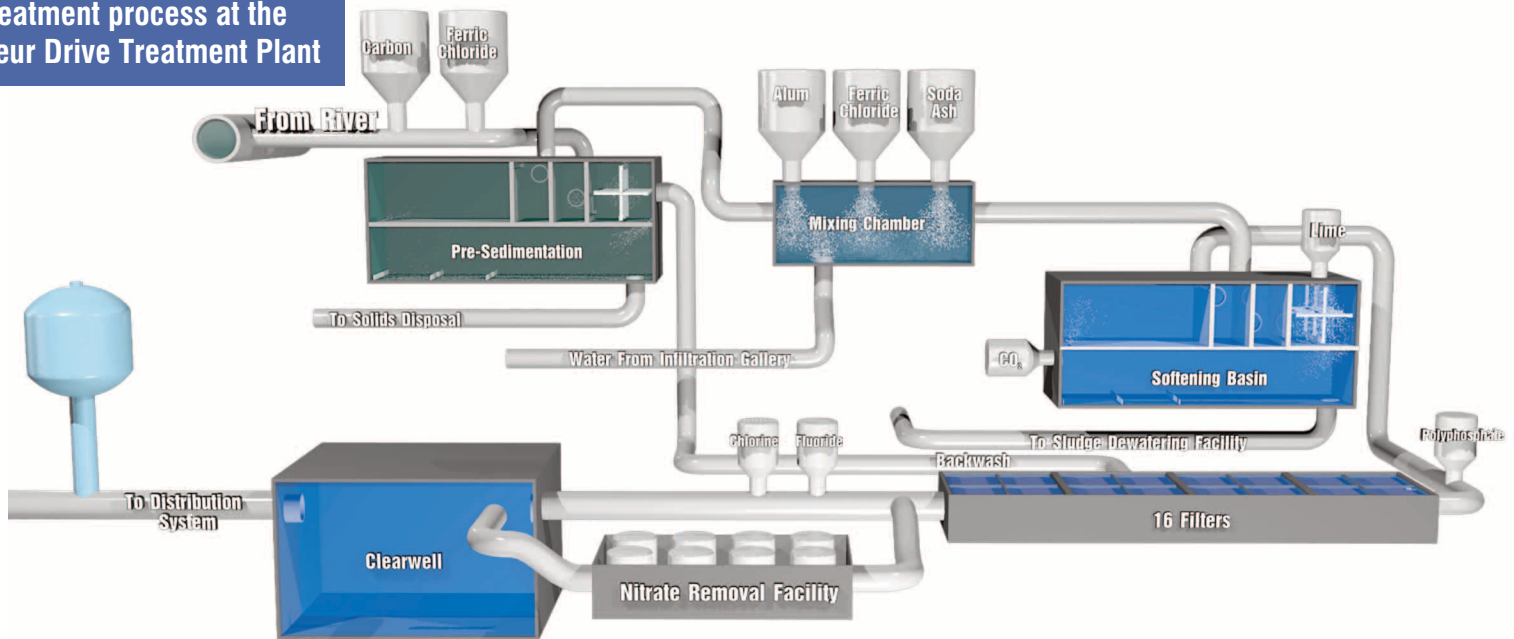 eatment process at the
eur Drive Treatment Plant
Carbon
Ferric
Chloride
From River
Alum
Ferric
Chloride
Soda
Ash
Mixing Chamber
Lime
Pre-Sedimentation
To Solids Disposal
Water From Infiltration Gallery
CO₂
Softening Basin
Chlorine
Fluoride
Backwash
To Sludge Dewatering Facility
Polyphosphate
To Distribution
System
16 Filters
Clearwell
Nitrate Removal Facility